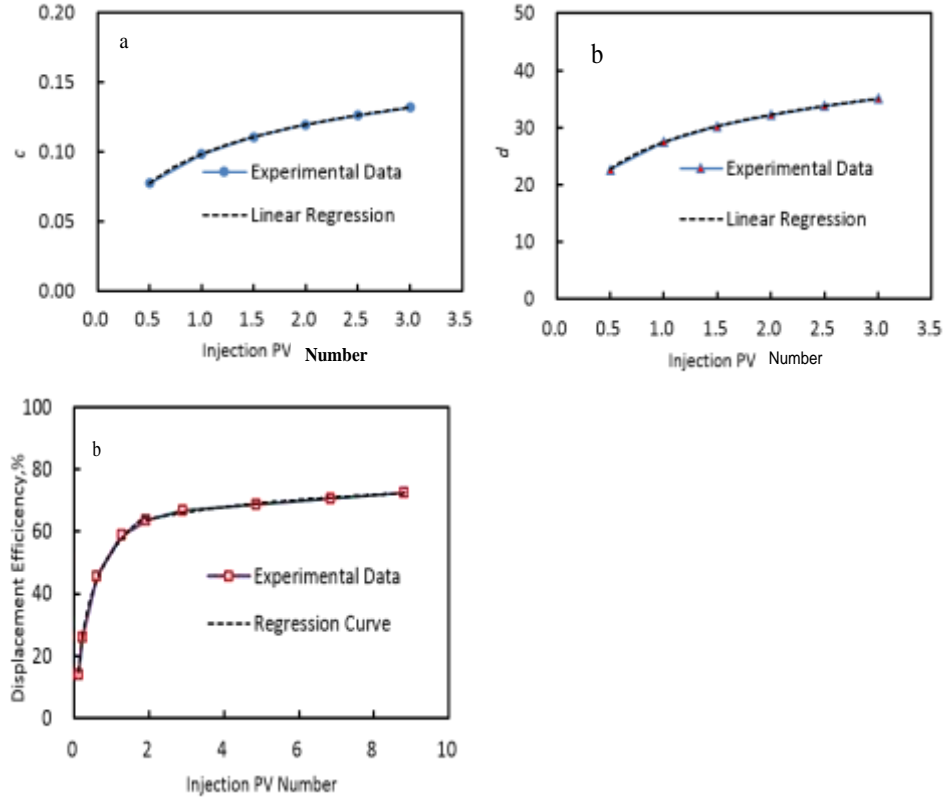 0.20
a
0.15
c
0.10
Experimental Data
0.05
Linear Regression
0.00
0.0 0.5 1.0 1.5 2.0 2.5 3.0 3.5
Injection PV Number
50
b
40
30
d
20
Experimental Data
Linear Regression
10
0
0.0 0.5 1.0 1.5 2.0 2.5 3.0 3.5
Injection PV Number
100
b
80
Displacement Efficicency,%
60
Experimental Data
40
Regression Curve
20
0
0 2 4 6 8 10
Injection PV Number